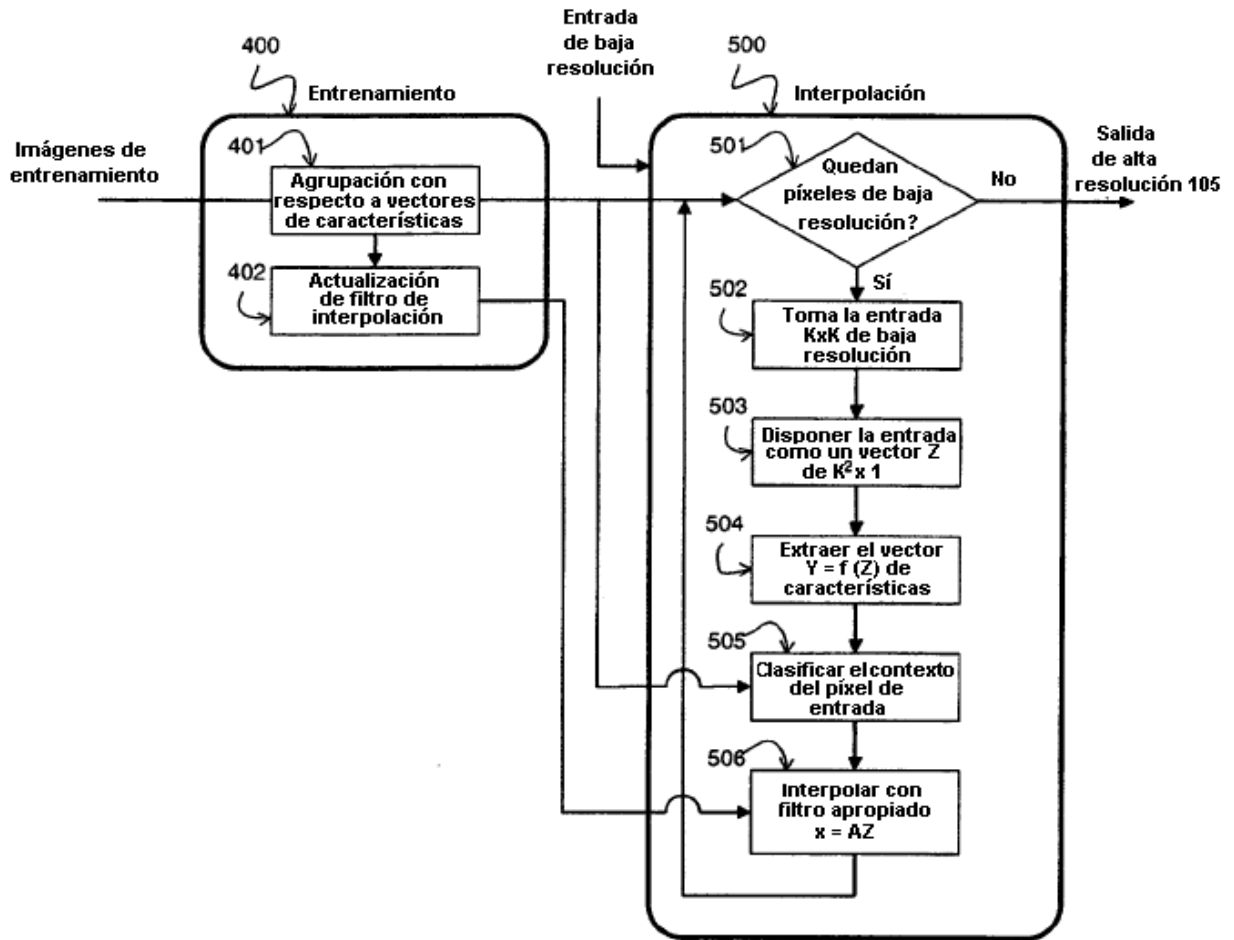 Entrada
de baja
resolución
400
500
Entrenamiento
Interpolación
Imágenes de
entrenamiento
401
Agrupación con
respecto a vectores
de características
402
Actualización
de filtro de
interpolación
501
Quedan
píxeles de baja
resolución?
No
Salida
de alta
resolución 105
Sí
502
Toma la entrada
KxK de baja
resolución
503
Disponer la entrada
como un vector Z
de K² x 1
504
Extraer el vector
Y = f (Z) de
características
505
Clasificar el contexto
del píxel de
entrada
506
Interpolar con
filtro apropiado
x = AZ